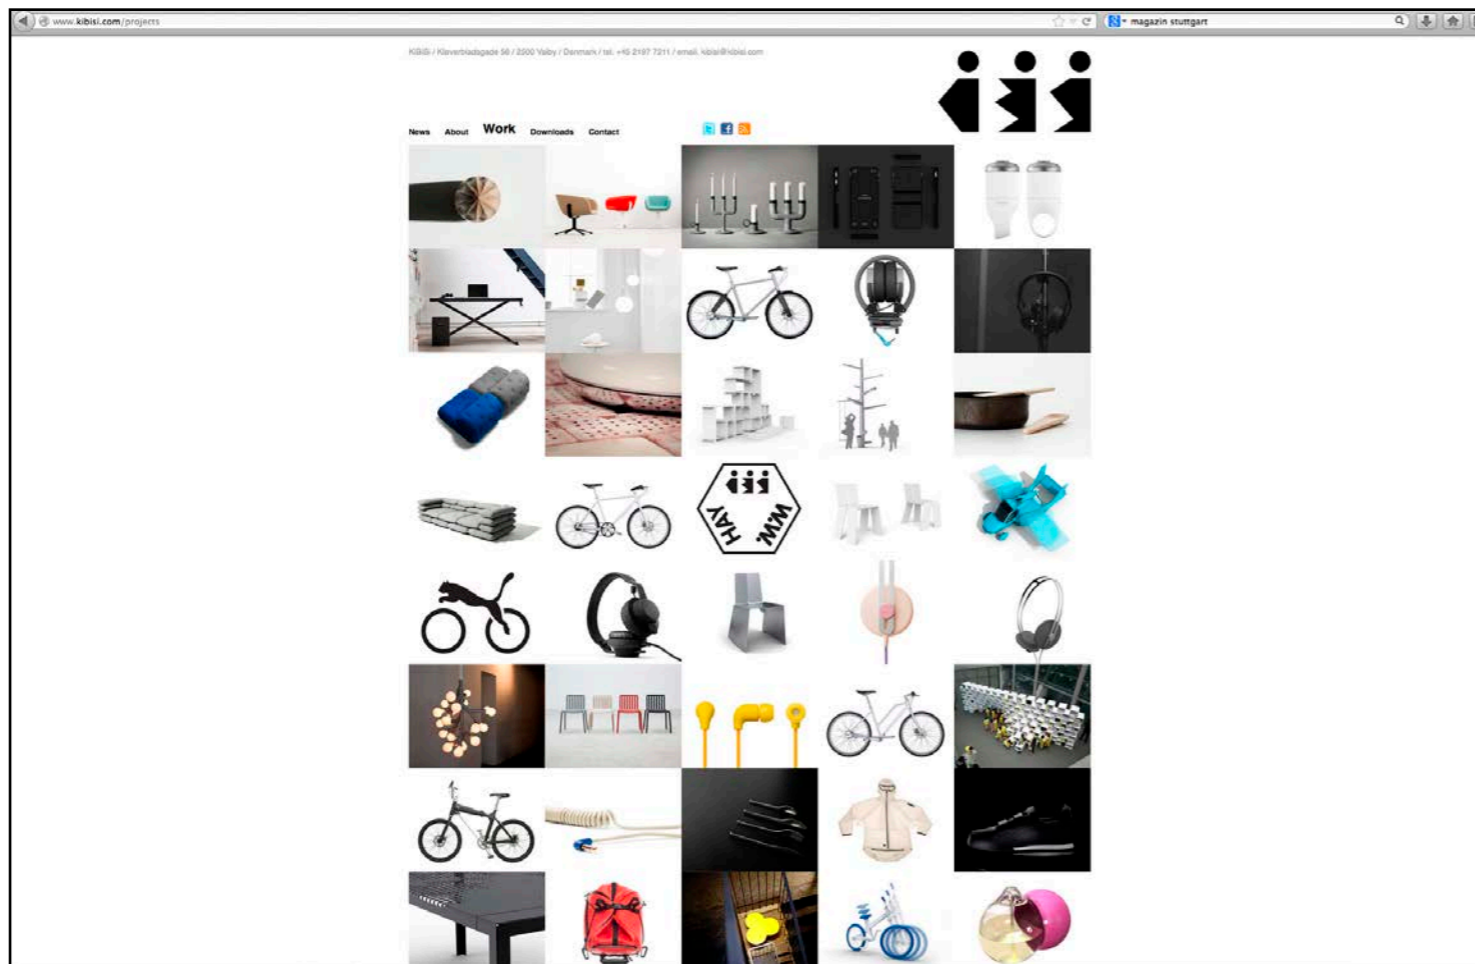 www.kibisi.com/projects
magazin stuttgart
KiBiSi / Kløverbladsgade 56 / 2500 Valby / Denmark / tel. +45 2197 7211 / email. kibisi@kibisi.com
News About Work Downloads Contact
HAY W.W.